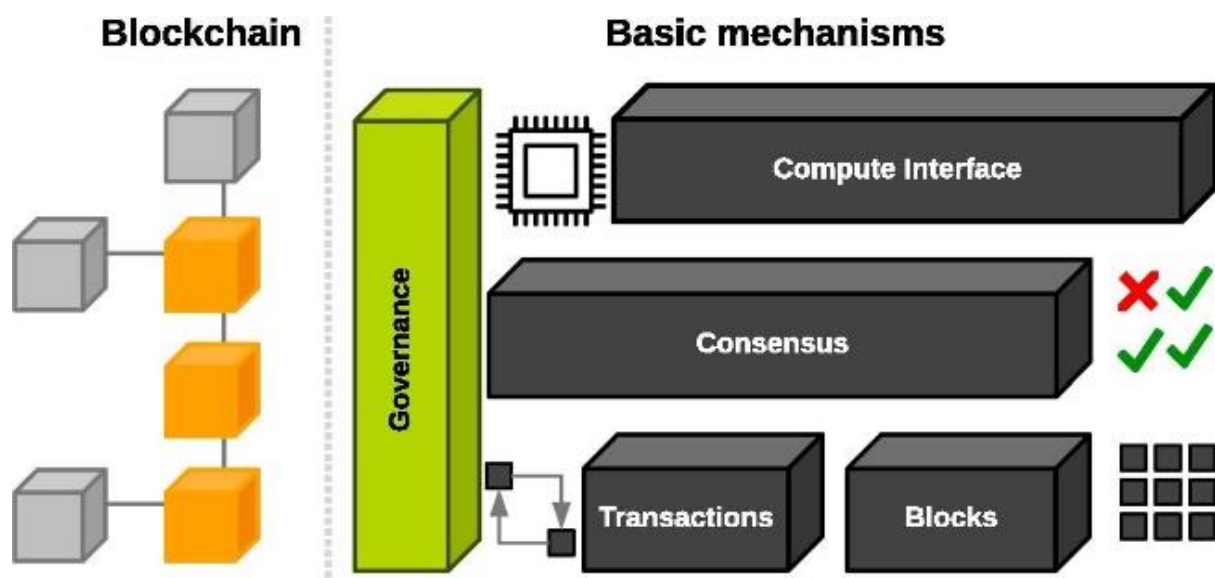 Blockchain
Basic mechanisms
Governance
Compute Interface
Consensus
Transactions
Blocks